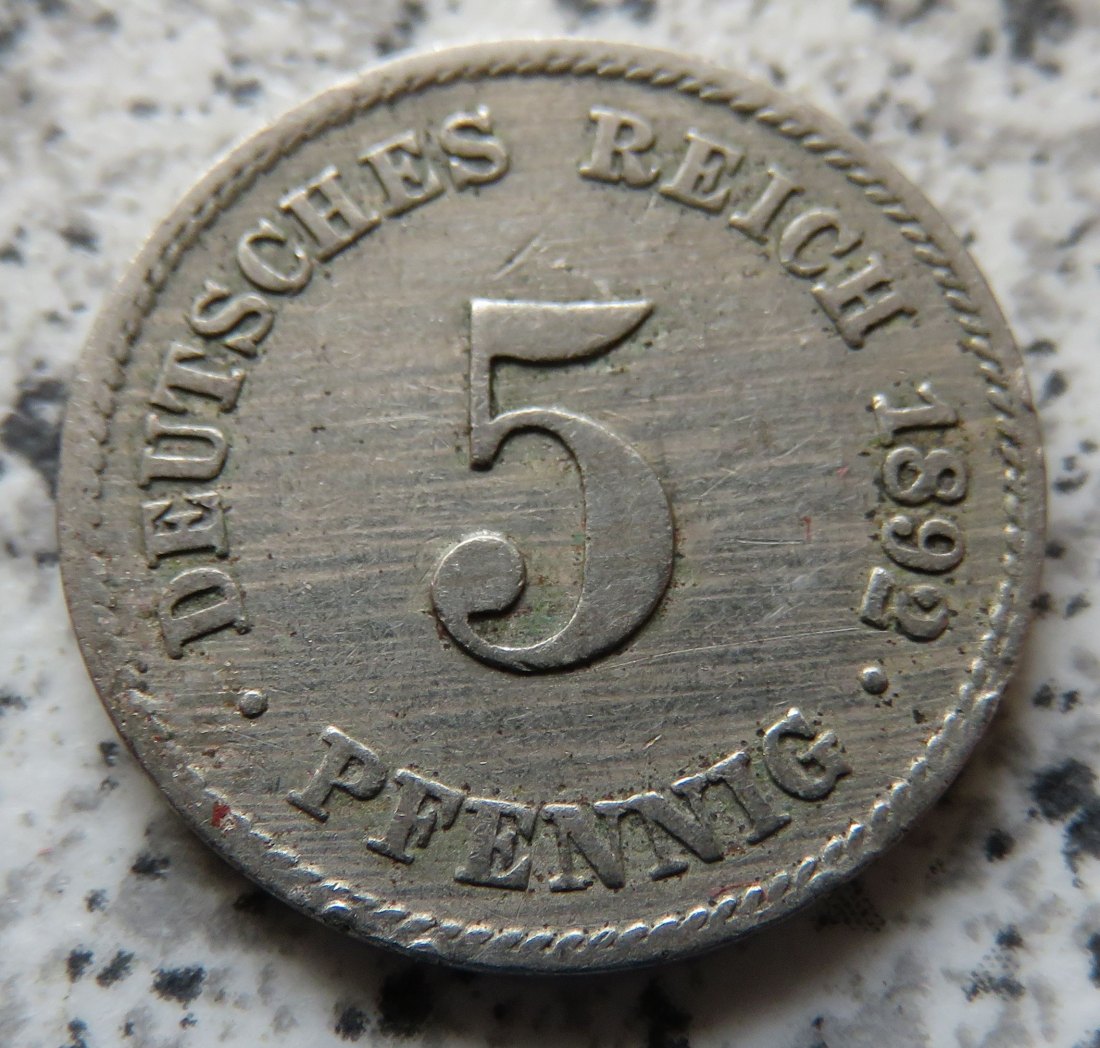 DEUTSCHES REICH 1892
5
· PFENNIG ·